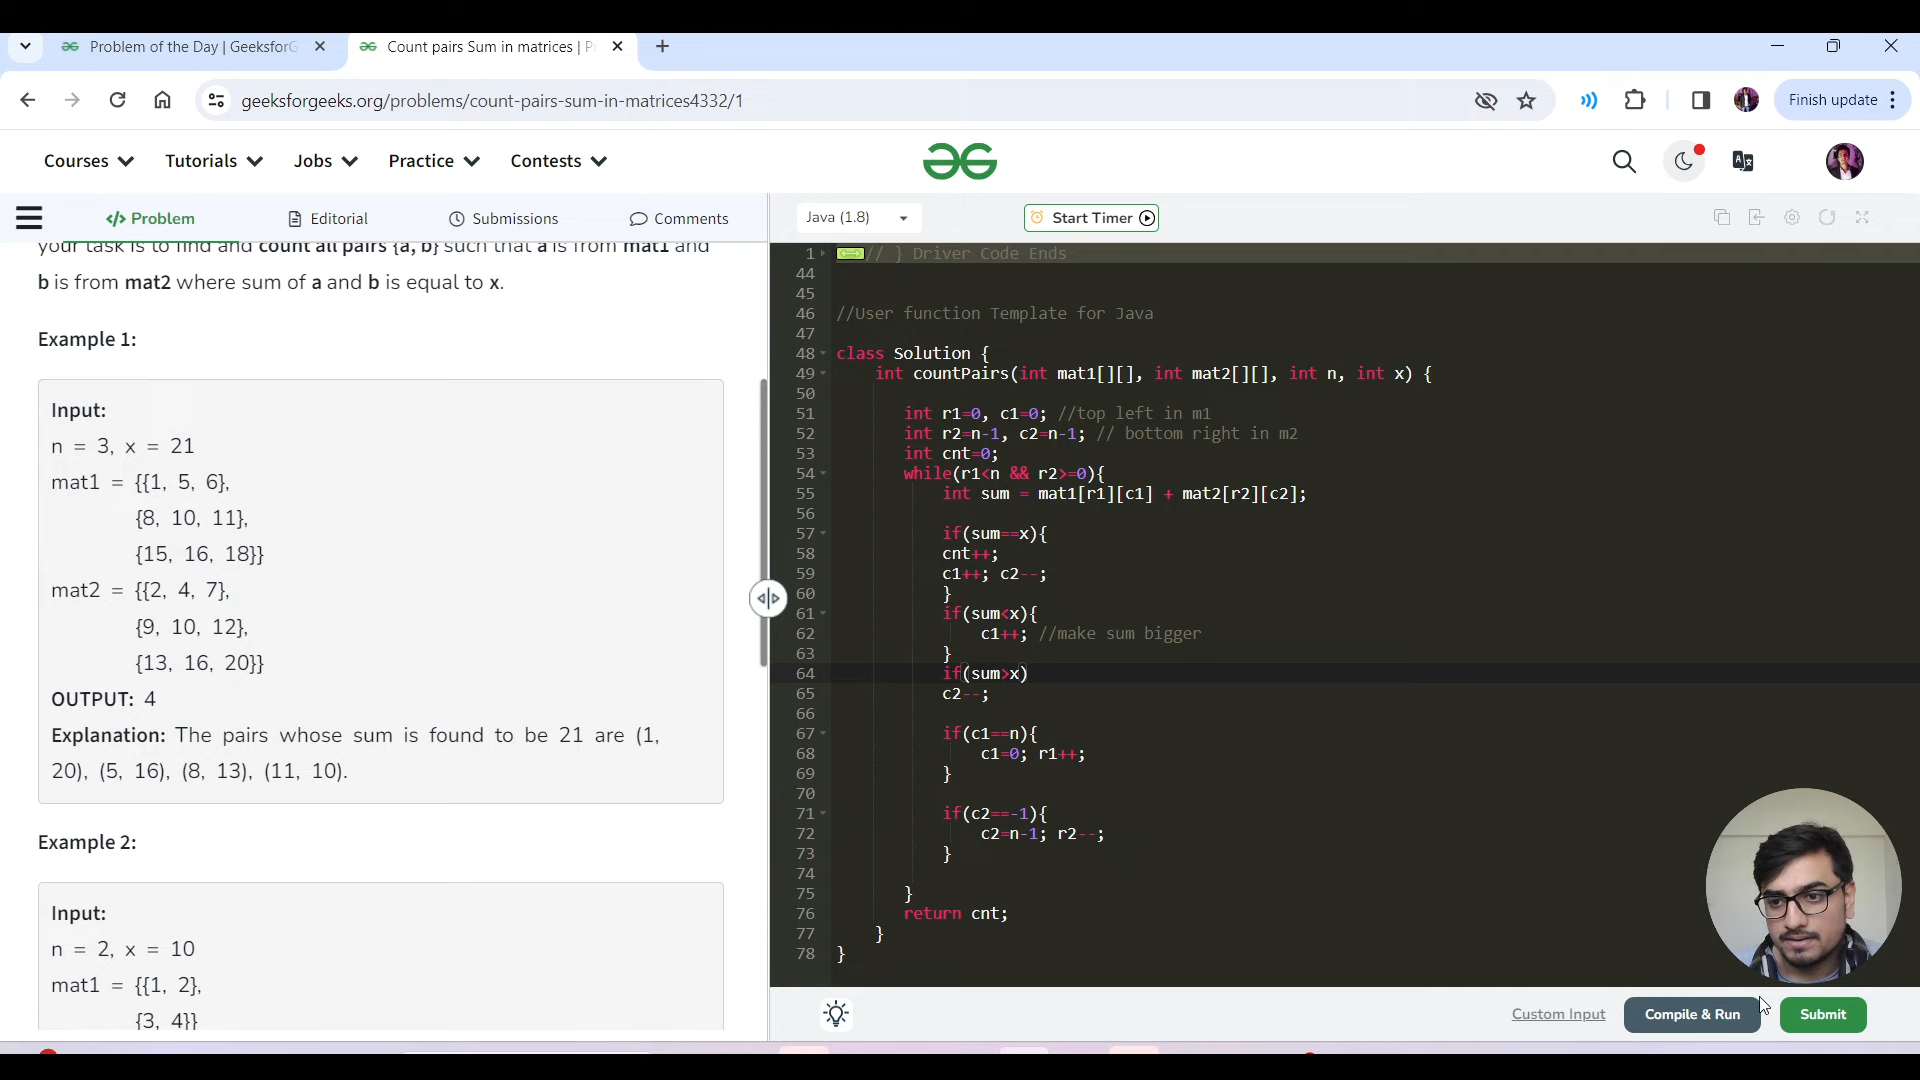 Problem of the Day | GeeksforG
Count pairs Sum in matrices | P
geeksforgeeks.org/problems/count-pairs-sum-in-matrices4332/1
Finish update
Courses
Tutorials
Jobs
Practice
Contests
</> Problem
Editorial
Submissions
Comments
Java (1.8)
Start Timer
your task is to find and count all pairs {a, b} such that a is from mat1 and
b is from mat2 where sum of a and b is equal to x.
Example 1:
Input:
n = 3, x = 21
mat1 = {{1, 5, 6},
{8, 10, 11},
{15, 16, 18}}
mat2 = {{2, 4, 7},
{9, 10, 12},
{13, 16, 20}}
OUTPUT: 4
Explanation: The pairs whose sum is found to be 21 are (1,
20), (5, 16), (8, 13), (11, 10).
Example 2:
Input:
n = 2, x = 10
mat1 = {{1, 2},
{3, 4}}
1 // } Driver Code Ends
44
45
46 //User function Template for Java
47
48 class Solution {
49 int countPairs(int mat1[][], int mat2[][], int n, int x) {
50
51 int r1=0, c1=0; //top left in m1
52 int r2=n-1, c2=n-1; // bottom right in m2
53 int cnt=0;
54 while(r1<n && r2>=0){
55 int sum = mat1[r1][c1] + mat2[r2][c2];
56
57 if(sum==x){
58 cnt++;
59 c1++; c2--;
60 }
61 if(sum<x){
62 c1++; //make sum bigger
63 }
64 if(sum>x)
65 c2--;
66
67 if(c1==n){
68 c1=0; r1++;
69 }
70
71 if(c2==-1){
72 c2=n-1; r2--;
73 }
74
75 }
76 return cnt;
77 }
78 }
Custom Input
Compile & Run
Submit